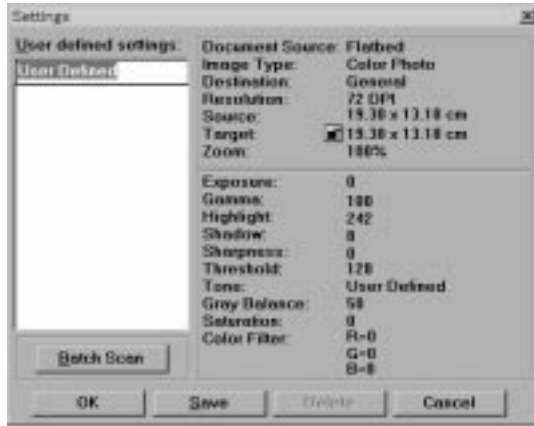 Settings
User defined settings:
User Defined
Document Source: Flatbed
Image Type: Color Photo
Destination: General
Resolution: 72 DPI
Source: 19.30 x 13.18 cm
Target: 19.30 x 13.18 cm
Zoom: 100%
Exposure: 0
Gamma: 100
Highlight: 242
Shadow: 0
Sharpness: 0
Threshold: 128
Tone: User Defined
Gray Balance: 50
Saturation: 0
Color Filter: R=0
G=0
B=0
Batch Scan
OK Save Delete Cancel